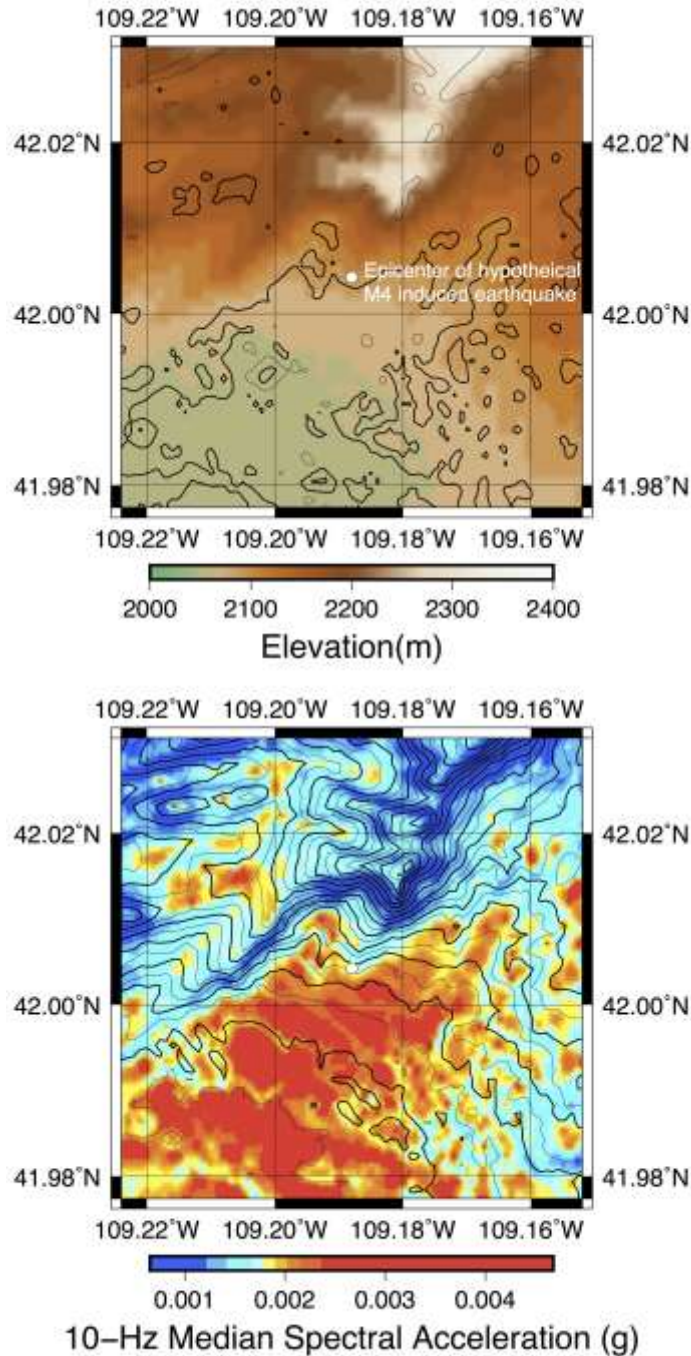 109.22°W 109.20°W 109.18°W 109.16°W
42.02°N 42.02°N
Epicenter of hypotheical
M4 induced earthquake
42.00°N 42.00°N
41.98°N 41.98°N
109.22°W 109.20°W 109.18°W 109.16°W
2000 2100 2200 2300 2400
Elevation(m)
109.22°W 109.20°W 109.18°W 109.16°W
42.02°N 42.02°N
42.00°N 42.00°N
41.98°N 41.98°N
109.22°W 109.20°W 109.18°W 109.16°W
0.001 0.002 0.003 0.004
10−Hz Median Spectral Acceleration (g)